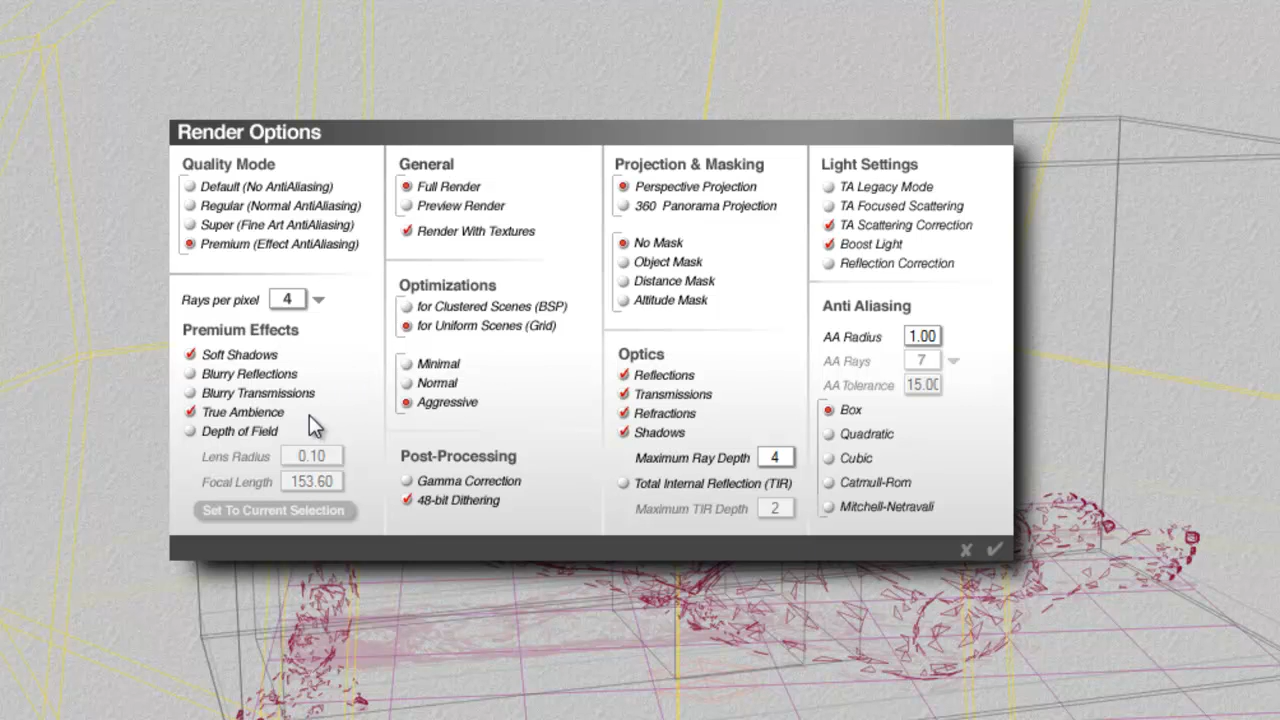 Render Options
Quality Mode
Default (No AntiAliasing)
Regular (Normal AntiAliasing)
Super (Fine Art AntiAliasing)
Premium (Effect AntiAliasing)
Rays per pixel 4
Premium Effects
Soft Shadows
Blurry Reflections
Blurry Transmissions
True Ambience
Depth of Field
Lens Radius 0.10
Focal Length 153.60
Set To Current Selection
General
Full Render
Preview Render
Render With Textures
Optimizations
for Clustered Scenes (BSP)
for Uniform Scenes (Grid)
Minimal
Normal
Aggressive
Post-Processing
Gamma Correction
48-bit Dithering
Projection & Masking
Perspective Projection
360 Panorama Projection
No Mask
Object Mask
Distance Mask
Altitude Mask
Optics
Reflections
Transmissions
Refractions
Shadows
Maximum Ray Depth 4
Total Internal Reflection (TIR)
Maximum TIR Depth 2
Light Settings
TA Legacy Mode
TA Focused Scattering
TA Scattering Correction
Boost Light
Reflection Correction
Anti Aliasing
AA Radius 1.00
AA Rays 7
AA Tolerance 15.00
Box
Quadratic
Cubic
Catmull-Rom
Mitchell-Netravali